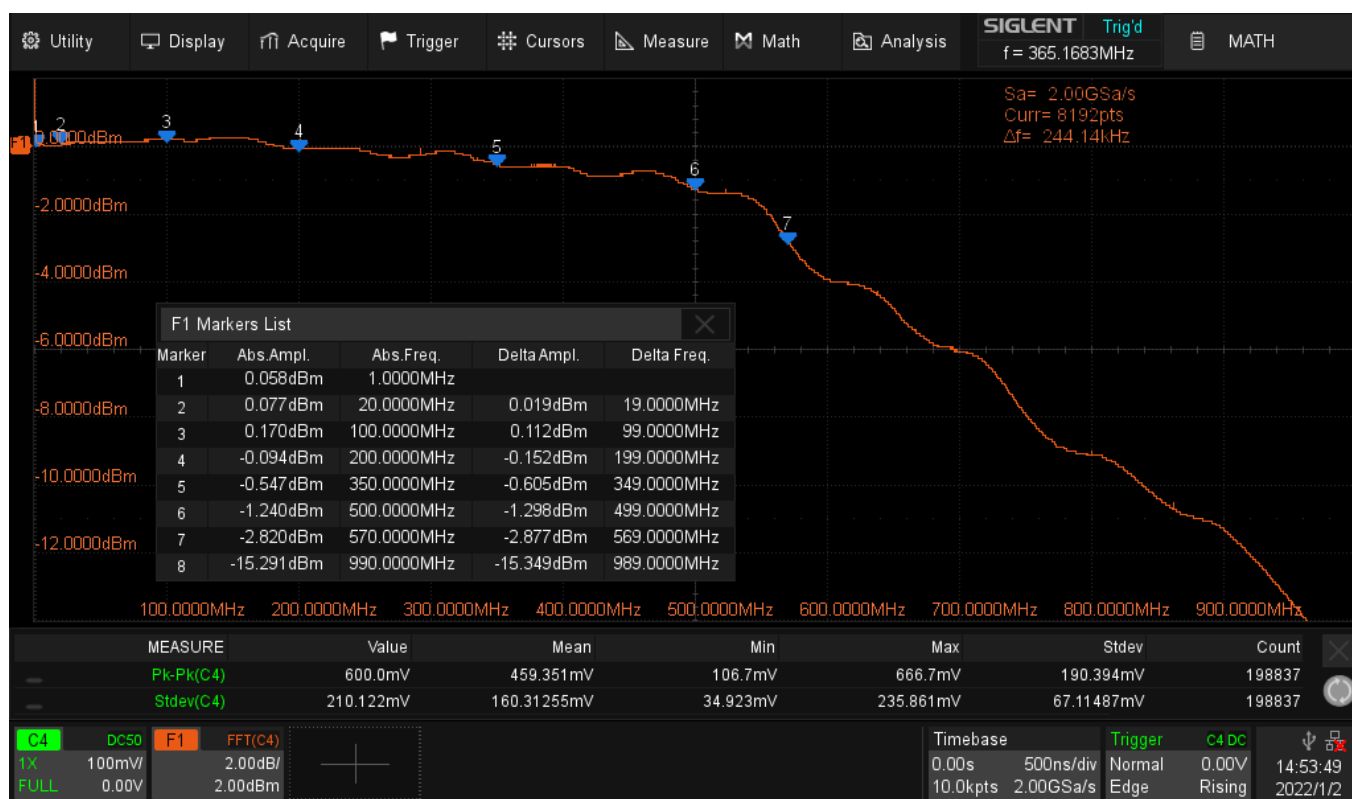 Utility Display Acquire Trigger Cursors Measure Math Analysis SIGLENT Trig'd MATH
f = 365.1683MHz
Sa= 2.00GSa/s
Curr= 8192pts
Δf= 244.14kHz
1 2 3 4 5 6 7
F1 0.0000dBm
-2.0000dBm
-4.0000dBm
-6.0000dBm
-8.0000dBm
-10.0000dBm
-12.0000dBm
F1 Markers List
Marker Abs.Ampl. Abs.Freq. Delta Ampl. Delta Freq.
1 0.058dBm 1.0000MHz
2 0.077dBm 20.0000MHz 0.019dBm 19.0000MHz
3 0.170dBm 100.0000MHz 0.112dBm 99.0000MHz
4 -0.094dBm 200.0000MHz -0.152dBm 199.0000MHz
5 -0.547dBm 350.0000MHz -0.605dBm 349.0000MHz
6 -1.240dBm 500.0000MHz -1.298dBm 499.0000MHz
7 -2.820dBm 570.0000MHz -2.877dBm 569.0000MHz
8 -15.291dBm 990.0000MHz -15.349dBm 989.0000MHz
100.0000MHz 200.0000MHz 300.0000MHz 400.0000MHz 500.0000MHz 600.0000MHz 700.0000MHz 800.0000MHz 900.0000MHz
MEASURE Value Mean Min Max Stdev Count
Pk-Pk(C4) 600.0mV 459.351mV 106.7mV 666.7mV 190.394mV 198837
Stdev(C4) 210.122mV 160.31255mV 34.923mV 235.861mV 67.11487mV 198837
C4 DC50 F1 FFT(C4) Timebase Trigger C4 DC
1X 100mV/ 2.00dB/ 0.00s 500ns/div Normal 0.00V 14:53:49
FULL 0.00V 2.00dBm 10.0kpts 2.00GSa/s Edge Rising 2022/1/2